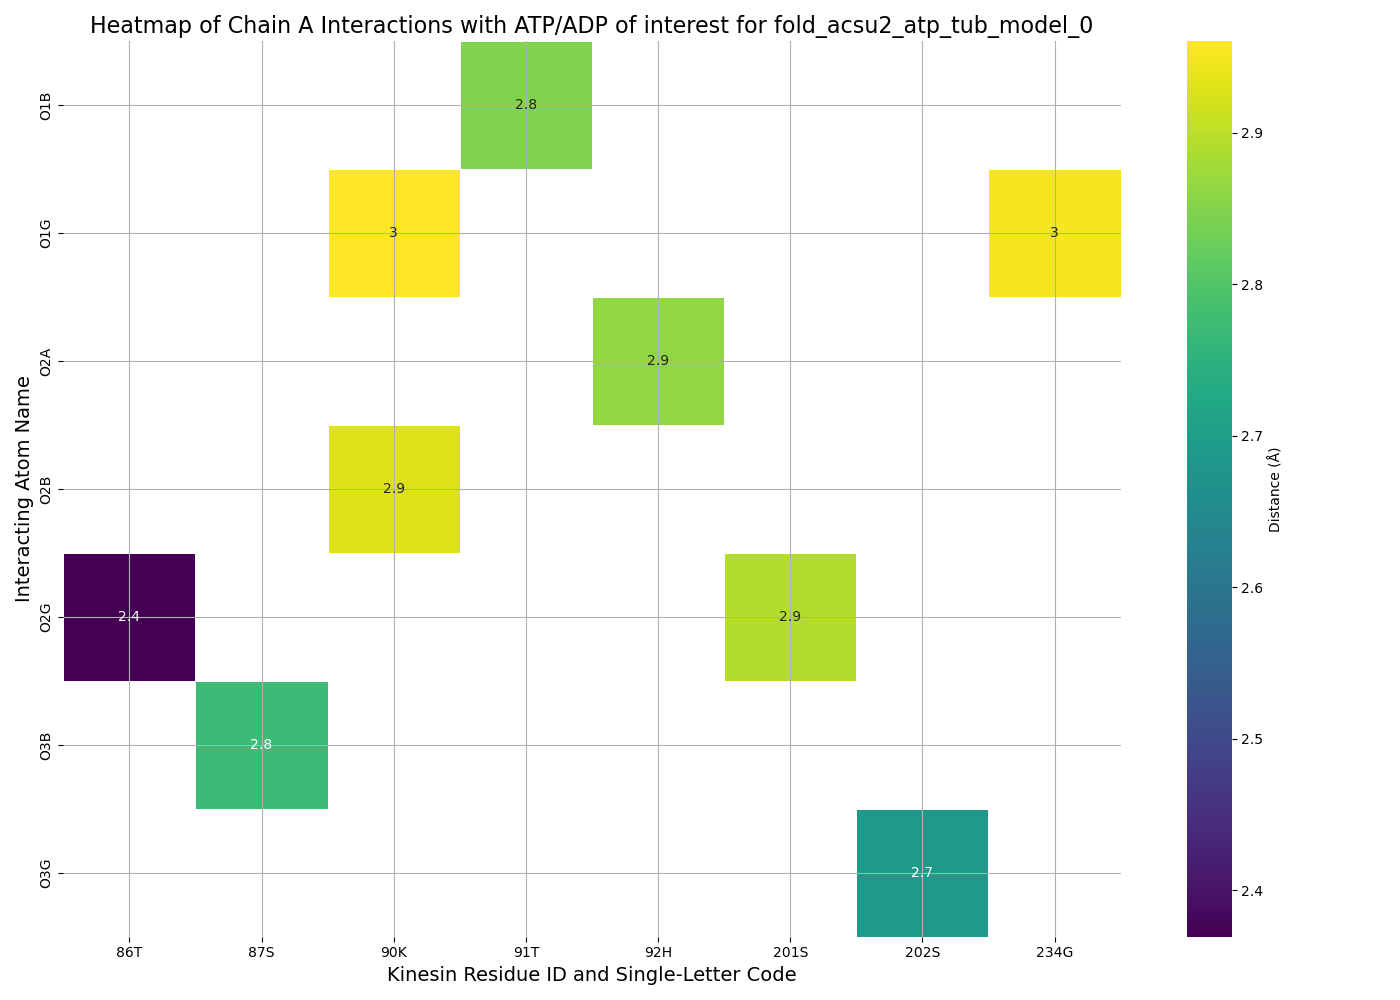 Heatmap of Chain A Interactions with ATP/ADP of interest for fold_acsu2_atp_tub_model_0
Interacting Atom Name
O1B
O1G
O2A
O2B
O2G
O3B
O3G
2.8
3
3
2.9
2.9
2.4
2.9
2.8
2.7
86T
87S
90K
91T
92H
201S
202S
234G
Kinesin Residue ID and Single-Letter Code
2.9
2.8
2.7
2.6
2.5
2.4
Distance (Å)